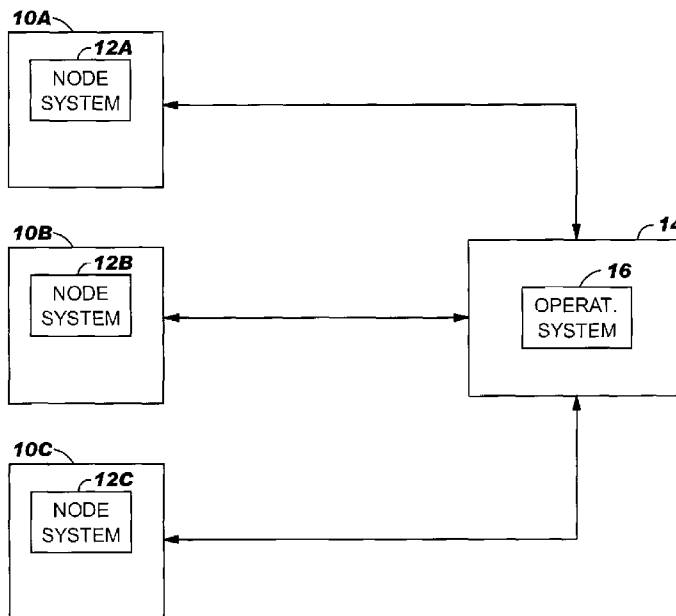 10A
12A
NODE
SYSTEM
10B
12B
NODE
SYSTEM
14
16
OPERAT.
SYSTEM
10C
12C
NODE
SYSTEM